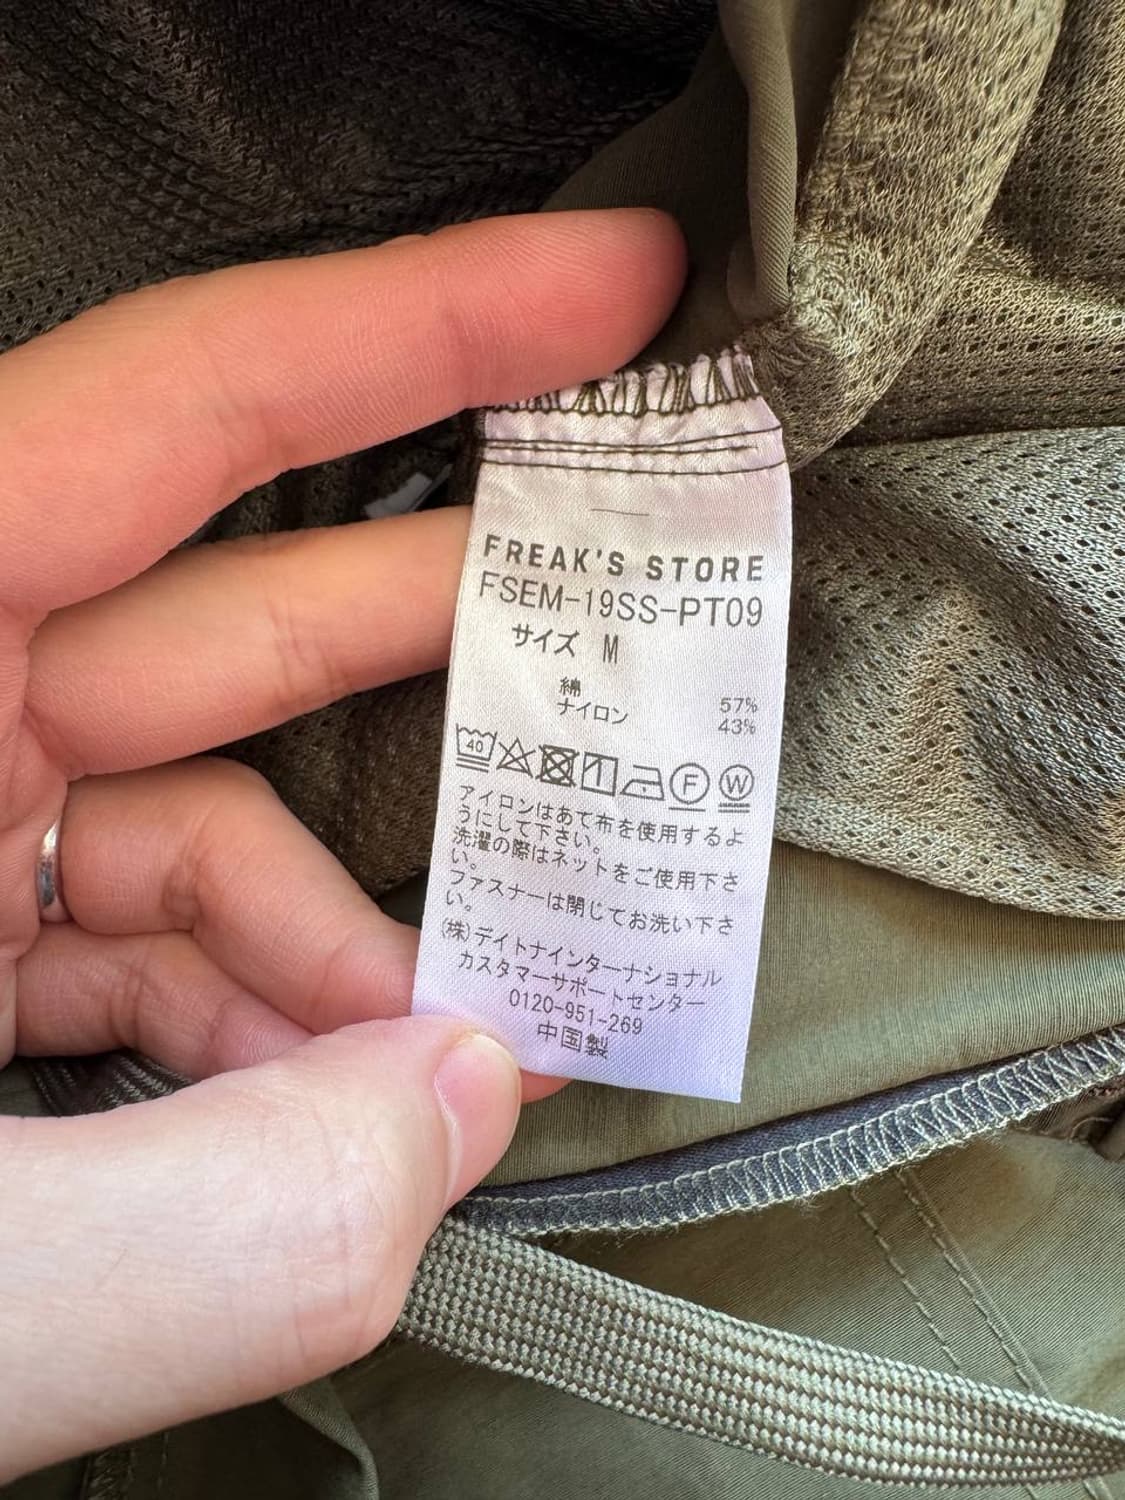 FREAK'S STORE
FSEM-19SS-PT09
サイズ M
綿 57%
ナイロン 43%
40 F W
アイロンはあて布を使用するよ
うにして下さい。
洗濯の際はネットをご使用下さ
い。
ファスナーは閉じてお洗い下さ
い。
(株)デイトナインターナショナル
カスタマーサポートセンター
0120-951-269
中国製